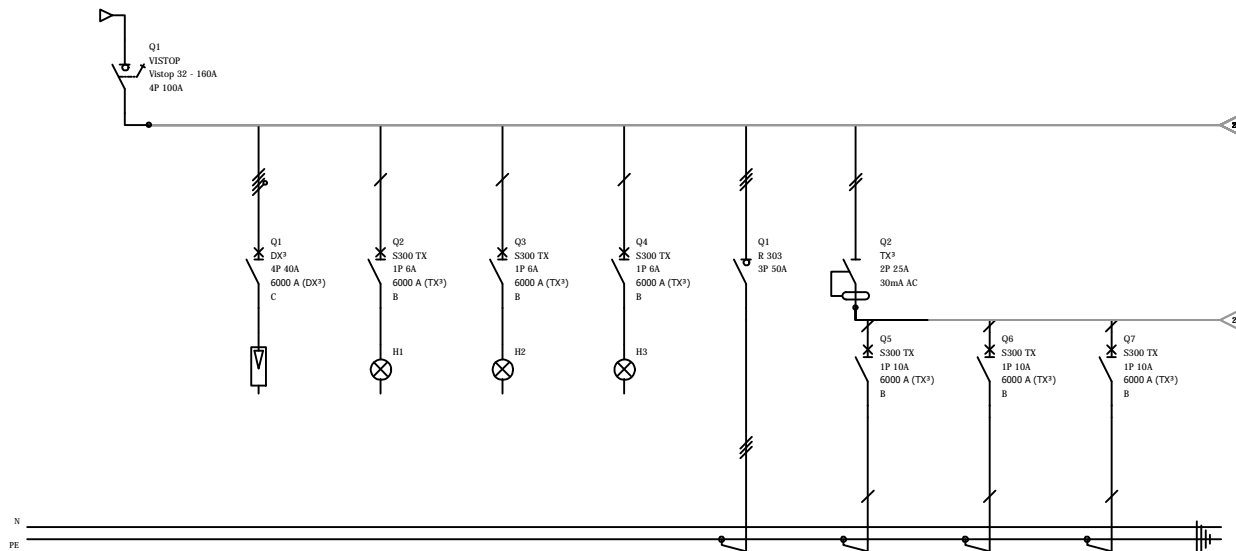 Q1
VISTOP
Vistop 32 - 160A
4P 100A
2
Q1
DX³
4P 40A
6000 A (DX³)
C
Q2
S300 TX
1P 6A
6000 A (TX³)
B
Q3
S300 TX
1P 6A
6000 A (TX³)
B
Q4
S300 TX
1P 6A
6000 A (TX³)
B
Q1
R 303
3P 50A
Q2
TX³
2P 25A
30mA AC
2
H1
H2
H3
Q5
S300 TX
1P 10A
6000 A (TX³)
B
Q6
S300 TX
1P 10A
6000 A (TX³)
B
Q7
S300 TX
1P 10A
6000 A (TX³)
B
N
PE